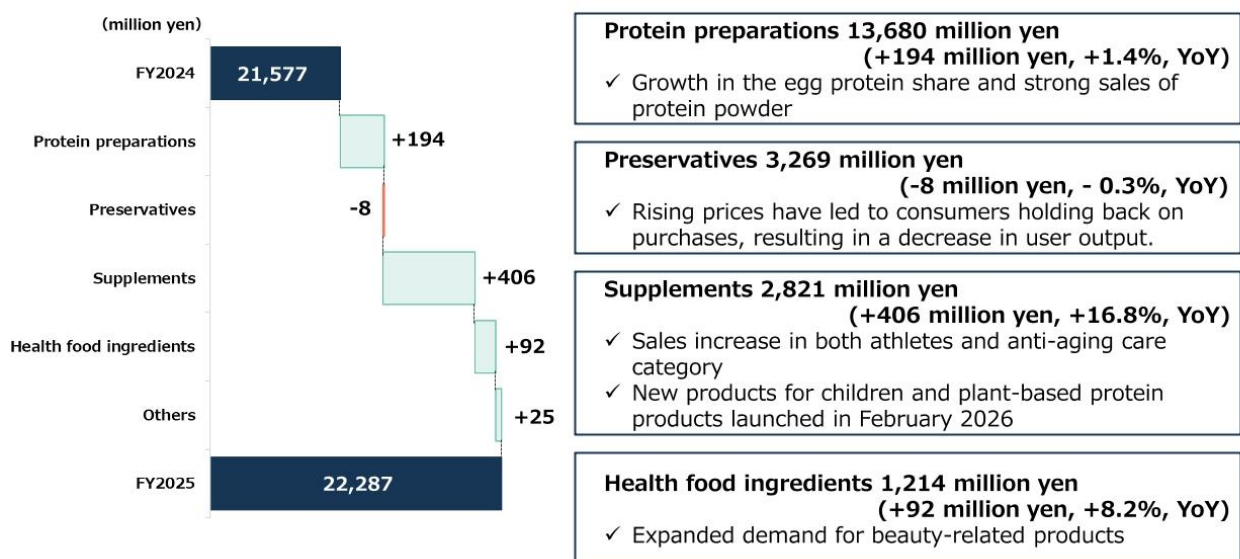 (million yen)
FY2024
21,577
Protein preparations
+194
Preservatives
-8
Supplements
+406
Health food ingredients
+92
Others
+25
FY2025
22,287
Protein preparations 13,680 million yen
(+194 million yen, +1.4%, YoY)
✓ Growth in the egg protein share and strong sales of
protein powder
Preservatives 3,269 million yen
(-8 million yen, - 0.3%, YoY)
✓ Rising prices have led to consumers holding back on
purchases, resulting in a decrease in user output.
Supplements 2,821 million yen
(+406 million yen, +16.8%, YoY)
✓ Sales increase in both athletes and anti-aging care
category
✓ New products for children and plant-based protein
products launched in February 2026
Health food ingredients 1,214 million yen
(+92 million yen, +8.2%, YoY)
✓ Expanded demand for beauty-related products